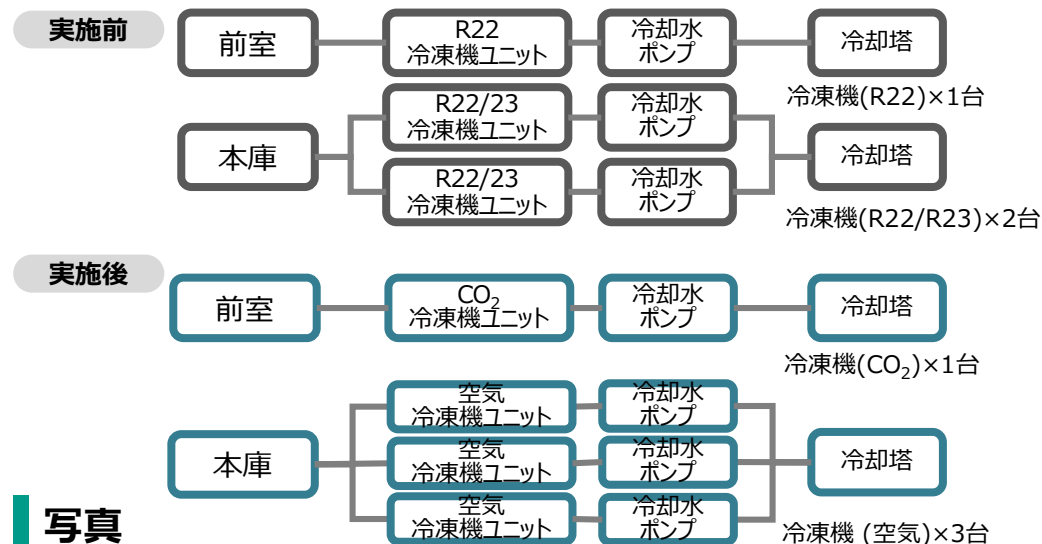 実施前
前室
R22
冷凍機ユニット
冷却水
ポンプ
冷却塔
冷凍機(R22)×1台
本庫
R22/23
冷凍機ユニット
冷却水
ポンプ
R22/23
冷凍機ユニット
冷却水
ポンプ
冷却塔
冷凍機(R22/R23)×2台
実施後
前室
CO₂
冷凍機ユニット
冷却水
ポンプ
冷却塔
冷凍機(CO₂)×1台
本庫
空気
冷凍機ユニット
冷却水
ポンプ
空気
冷凍機ユニット
冷却水
ポンプ
空気
冷凍機ユニット
冷却水
ポンプ
冷却塔
冷凍機 (空気)×3台
写真